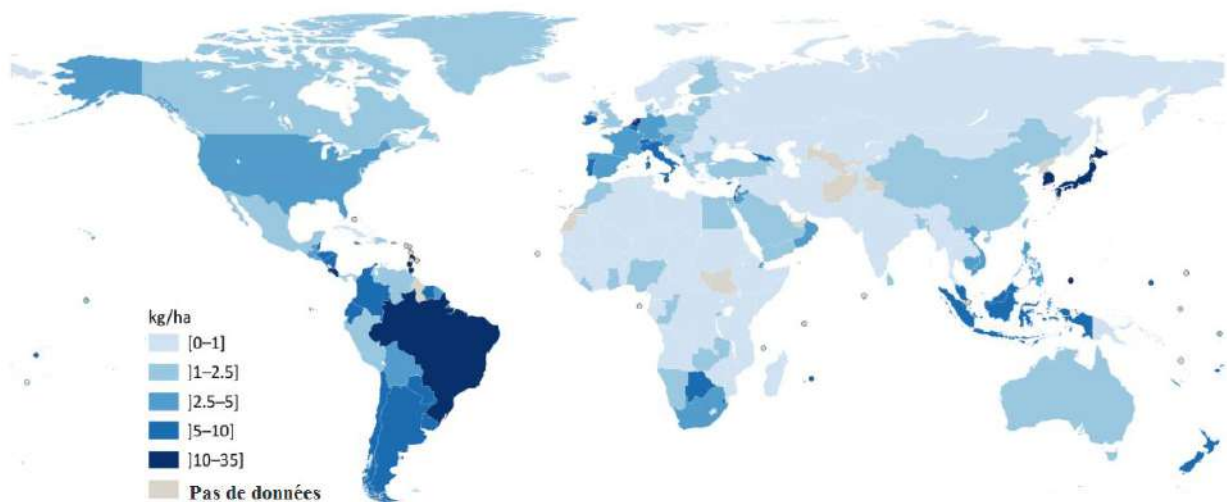 kg/ha
[0–1]
]1–2.5]
]2.5–5]
]5–10]
]10–35]
Pas de données